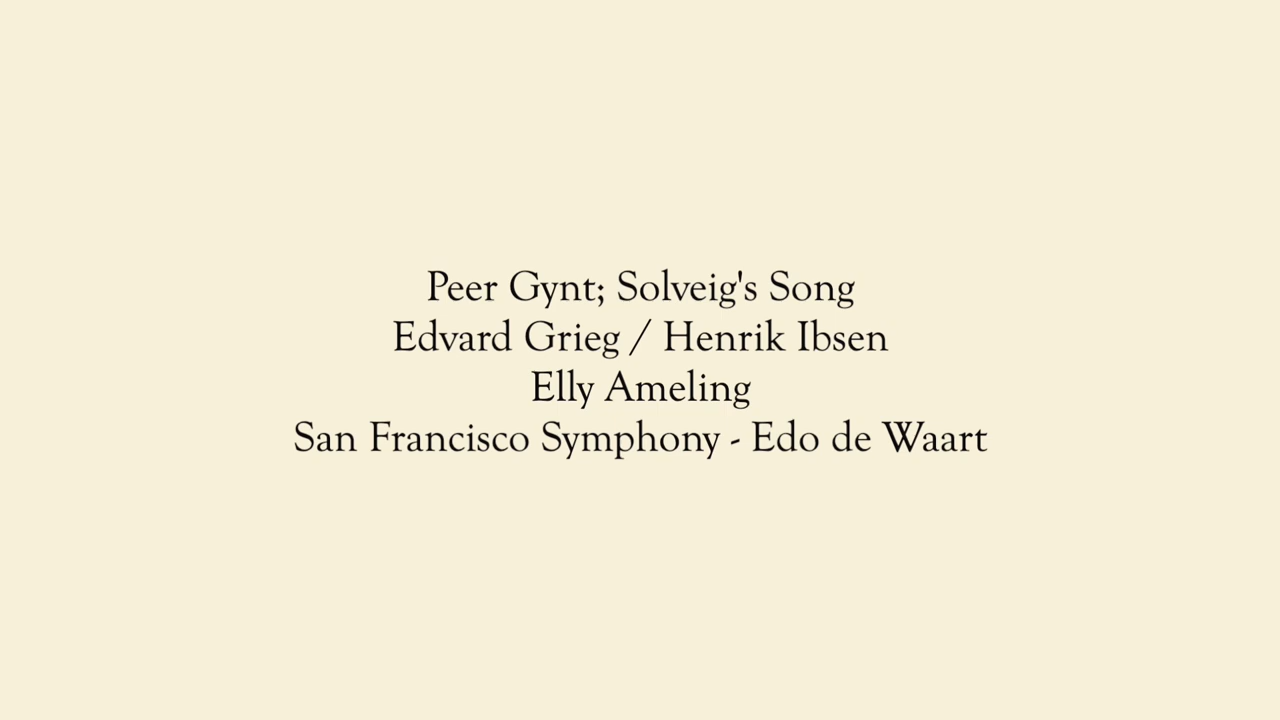 Peer Gynt; Solveig's Song
Edvard Grieg / Henrik Ibsen
Elly Ameling
San Francisco Symphony - Edo de Waart